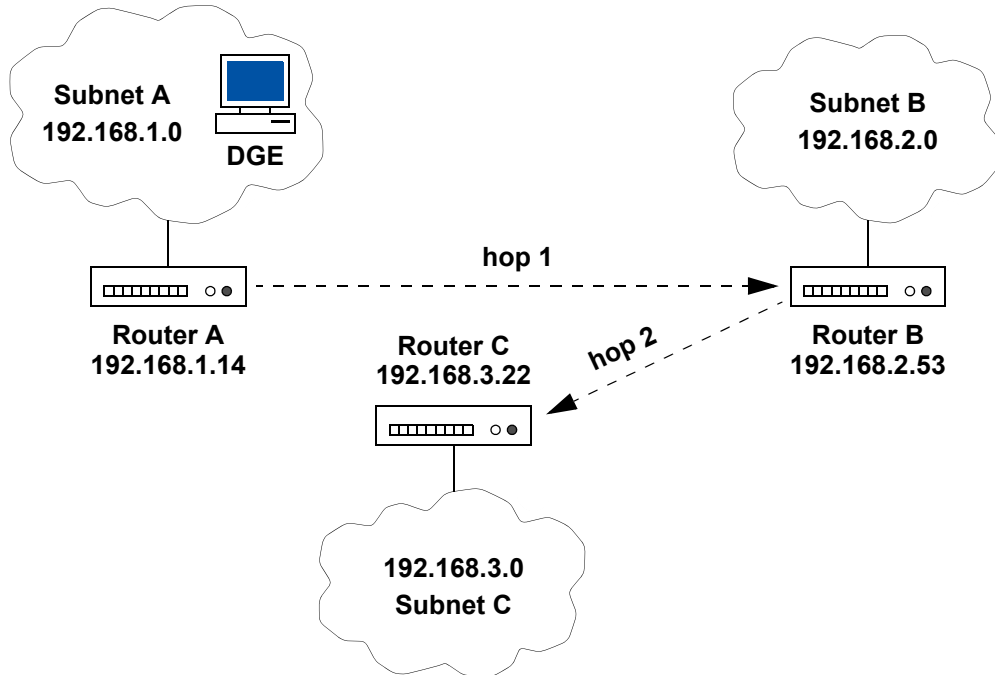 Subnet A
192.168.1.0
DGE
Subnet B
192.168.2.0
hop 1
Router A
192.168.1.14
Router C
192.168.3.22
hop 2
Router B
192.168.2.53
192.168.3.0
Subnet C